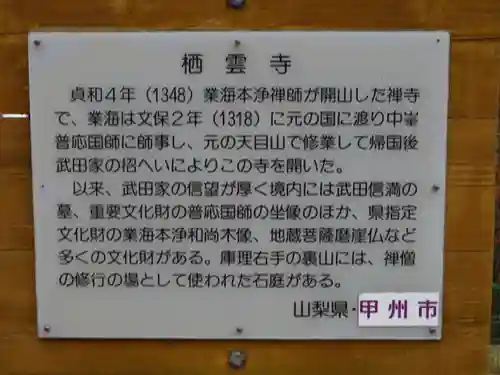 栖雲寺
貞和４年（1348）業海本浄禅師が開山した禅寺
で、業海は文保２年（1318）に元の国に渡り中峯
普応国師に師事し、元の天目山で修業して帰国後
武田家の招へいによりこの寺を開いた。
以来、武田家の信望が厚く境内には武田信満の
墓、重要文化財の普応国師の坐像のほか、県指定
文化財の業海本浄和尚木像、地蔵菩薩磨崖仏など
多くの文化財がある。庫理右手の裏山には、禅僧
の修行の場として使われた石庭がある。
山梨県・甲州市